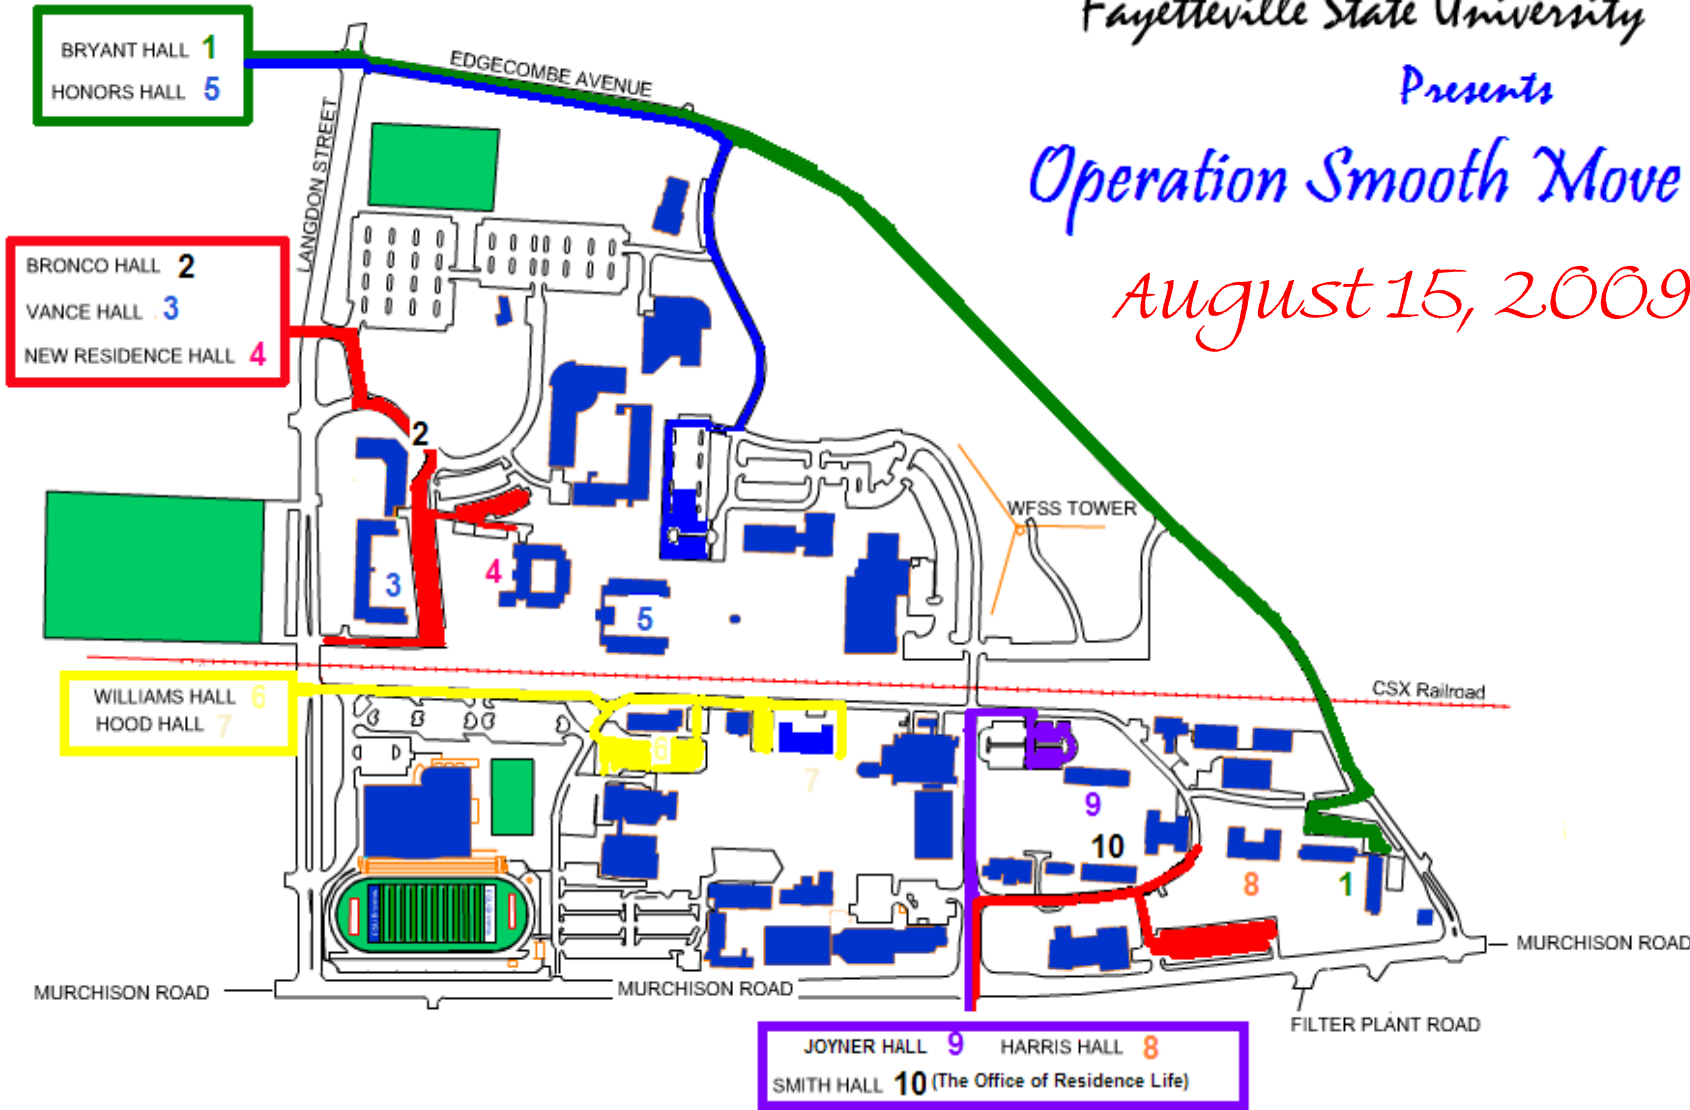 Fayetteville State University
Presents
Operation Smooth Move
August 15, 2009
BRYANT HALL 1
HONORS HALL 5
EDGECOMBE AVENUE
LANGDON STREET
BRONCO HALL 2
VANCE HALL 3
NEW RESIDENCE HALL 4
2
WFSS TOWER
3
4
5
CSX Railroad
WILLIAMS HALL 6
HOOD HALL 7
6
7
9
10
8
1
MURCHISON ROAD
MURCHISON ROAD
MURCHISON ROAD
FILTER PLANT ROAD
JOYNER HALL 9 HARRIS HALL 8
SMITH HALL 10 (The Office of Residence Life)